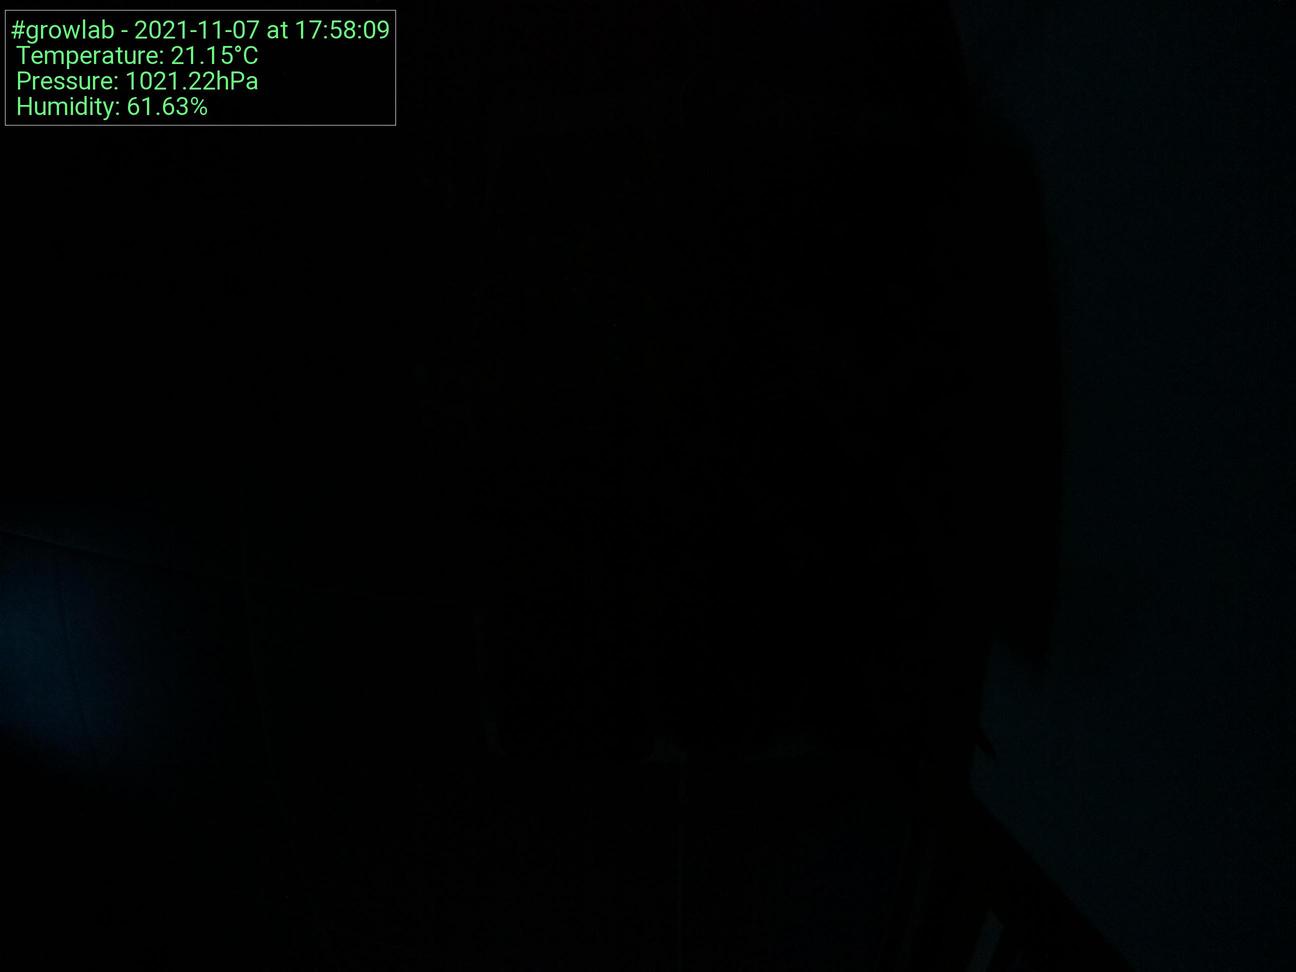 #growlab - 2021-11-07 at 17:58:09
Temperature: 21.15°C
Pressure: 1021.22hPa
Humidity: 61.63%